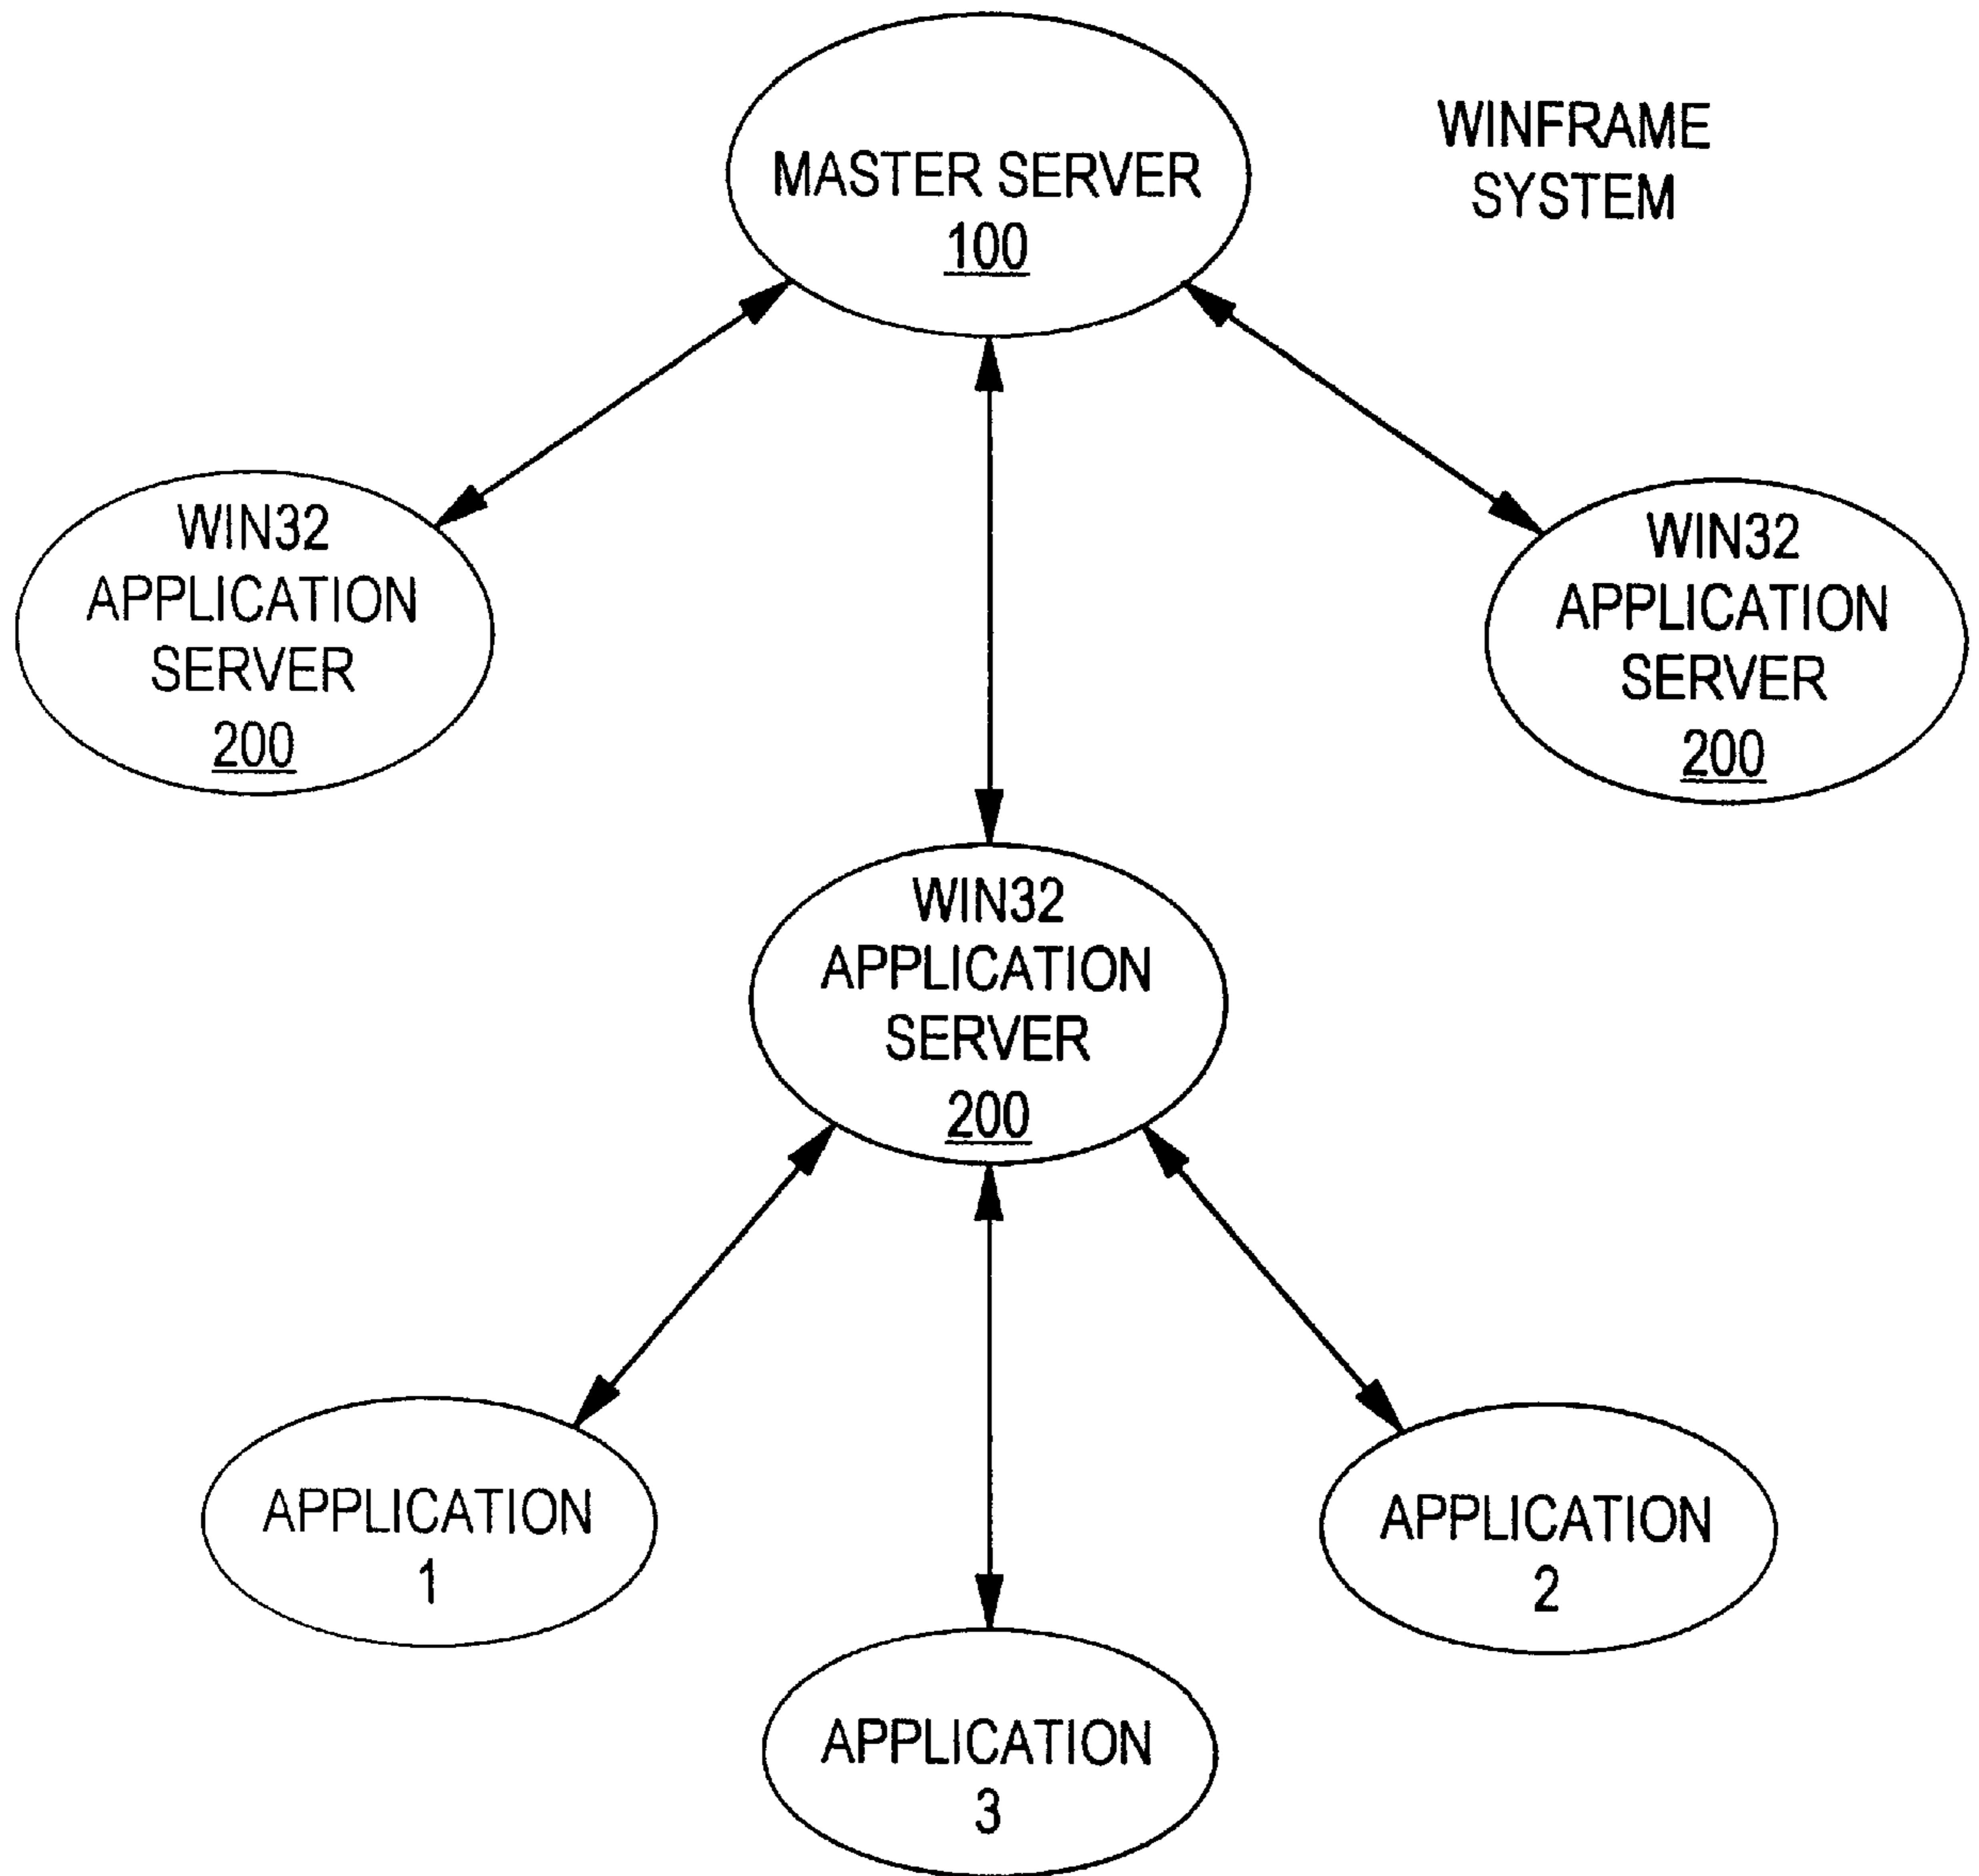 MASTER SERVER
100
WINFRAME
SYSTEM
WIN32
APPLICATION
SERVER
200
WIN32
APPLICATION
SERVER
200
WIN32
APPLICATION
SERVER
200
APPLICATION
1
APPLICATION
2
APPLICATION
3